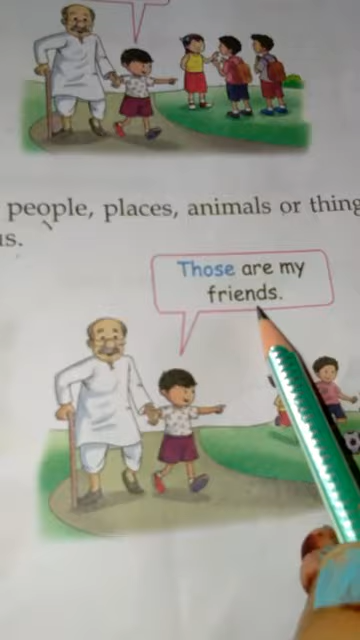 people, places, animals or thing
us.
Those are my
friends.